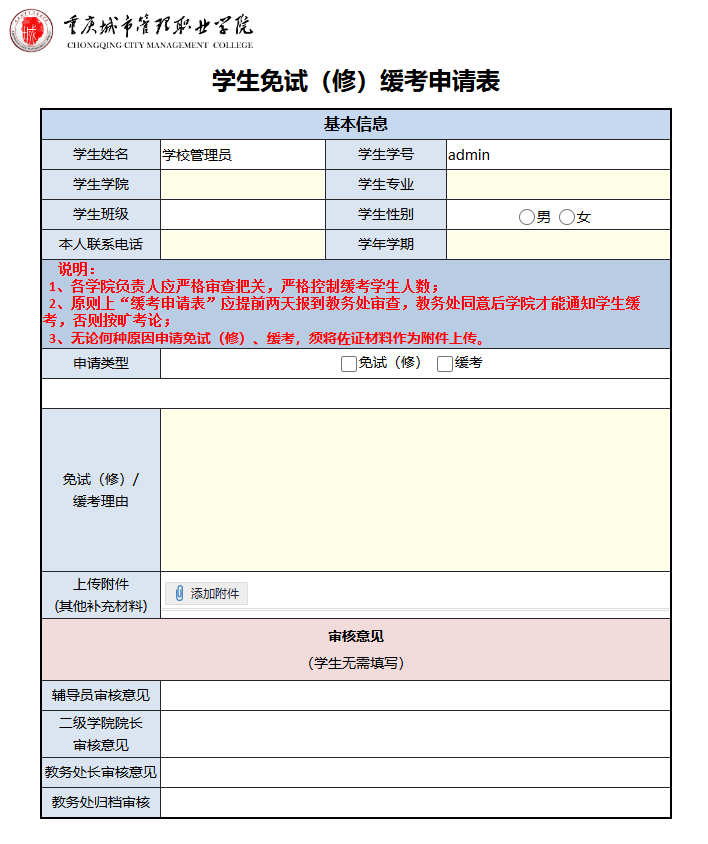 重庆城市管理职业学院
CHONGQING CITY MANAGEMENT COLLEGE
学生免试（修）缓考申请表
基本信息
学生姓名 学校管理员 学生学号 admin
学生学院 学生专业
学生班级 学生性别 男 女
本人联系电话 学年学期
说明：
1、各学院负责人应严格审查把关，严格控制缓考学生人数；
2、原则上“缓考申请表”应提前两天报到教务处审查，教务处同意后学院才能通知学生缓
考，否则按旷考论；
3、无论何种原因申请免试（修）、缓考，须将佐证材料作为附件上传。
申请类型 免试（修） 缓考
免试（修）/
缓考理由
上传附件
(其他补充材料)
添加附件
审核意见
（学生无需填写）
辅导员审核意见
二级学院院长
审核意见
教务处长审核意见
教务处归档审核